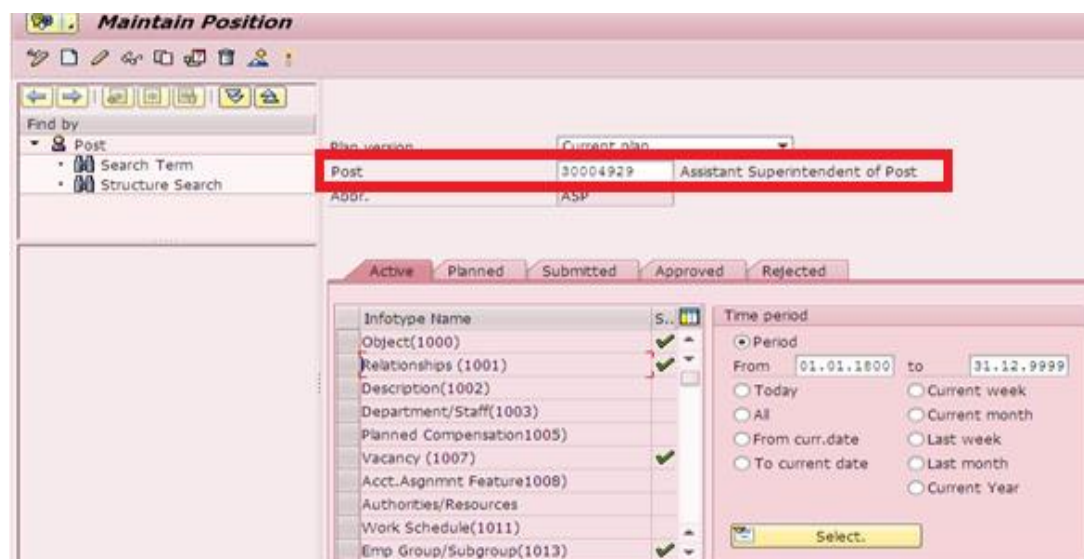 Maintain Position
Find by
Post
Search Term
Structure Search
Plan version Current plan
Post 30004929 Assistant Superintendent of Post
Abbr. ASP
Active Planned Submitted Approved Rejected
Infotype Name S..
Object(1000)
Relationships (1001)
Description(1002)
Department/Staff(1003)
Planned Compensation1005)
Vacancy (1007)
Acct.Asgnmnt Feature1008)
Authorities/Resources
Work Schedule(1011)
Emp Group/Subgroup(1013)
Time period
Period
From 01.01.1800 to 31.12.9999
Today Current week
All Current month
From curr.date Last week
To current date Last month
Current Year
Select.